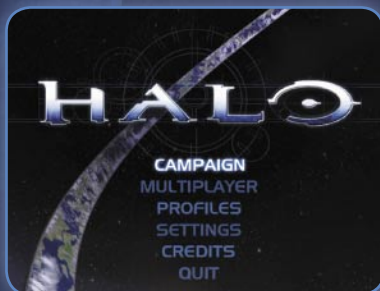 HALO
CAMPAIGN
MULTIPLAYER
PROFILES
SETTINGS
CREDITS
QUIT